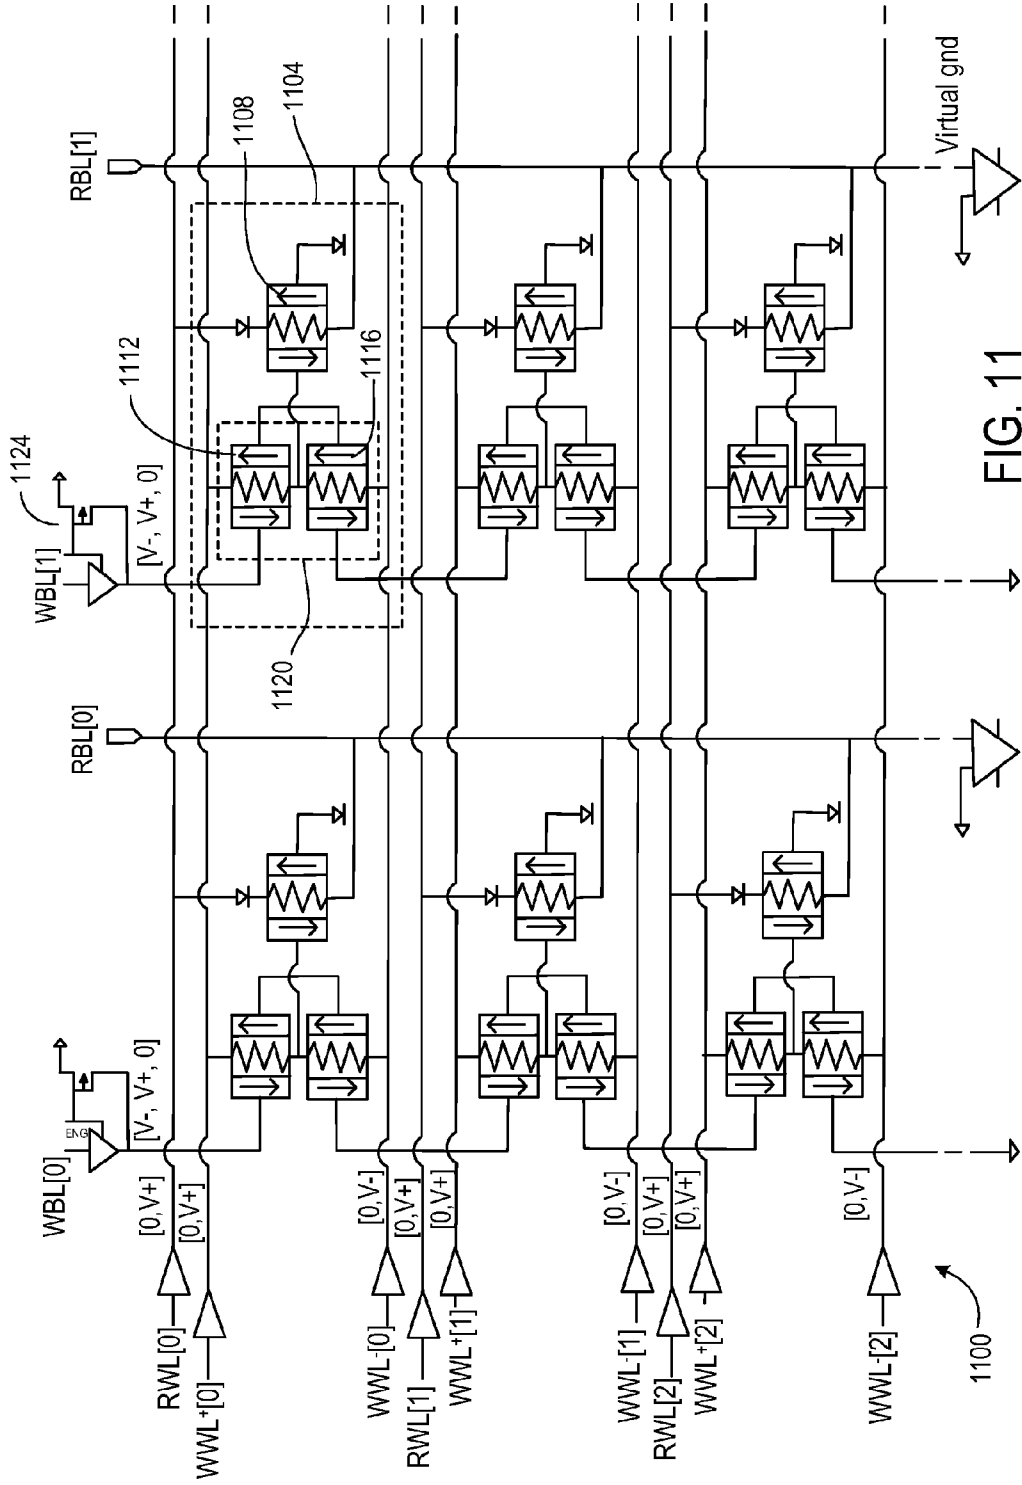 WBL[0]
ENG
[V-, V+, 0]
RBL[0]
WBL[1]
1124
[V-, V+, 0]
RBL[1]
1112
1108
1104
1116
1120
RWL[0]
[0,V+]
WWL+[0]
[0,V+]
WWL-[0]
[0,V-]
RWL[1]
[0,V+]
WWL+[1]
[0,V+]
WWL-[1]
[0,V-]
RWL[2]
[0,V+]
WWL+[2]
[0,V+]
WWL-[2]
[0,V-]
Virtual gnd
1100
FIG. 11